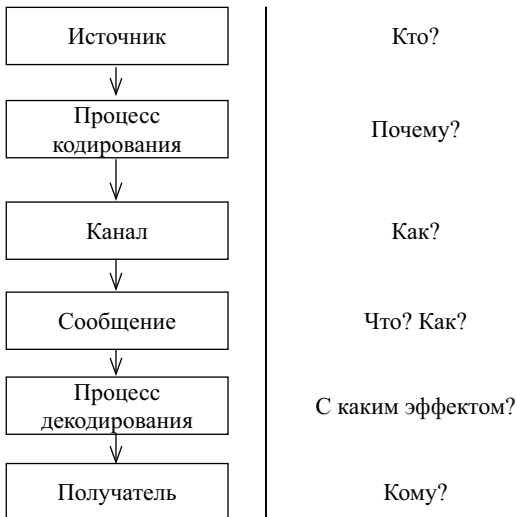 Источник
Кто?
Процесс
кодирования
Почему?
Канал
Как?
Сообщение
Что? Как?
Процесс
декодирования
С каким эффектом?
Получатель
Кому?